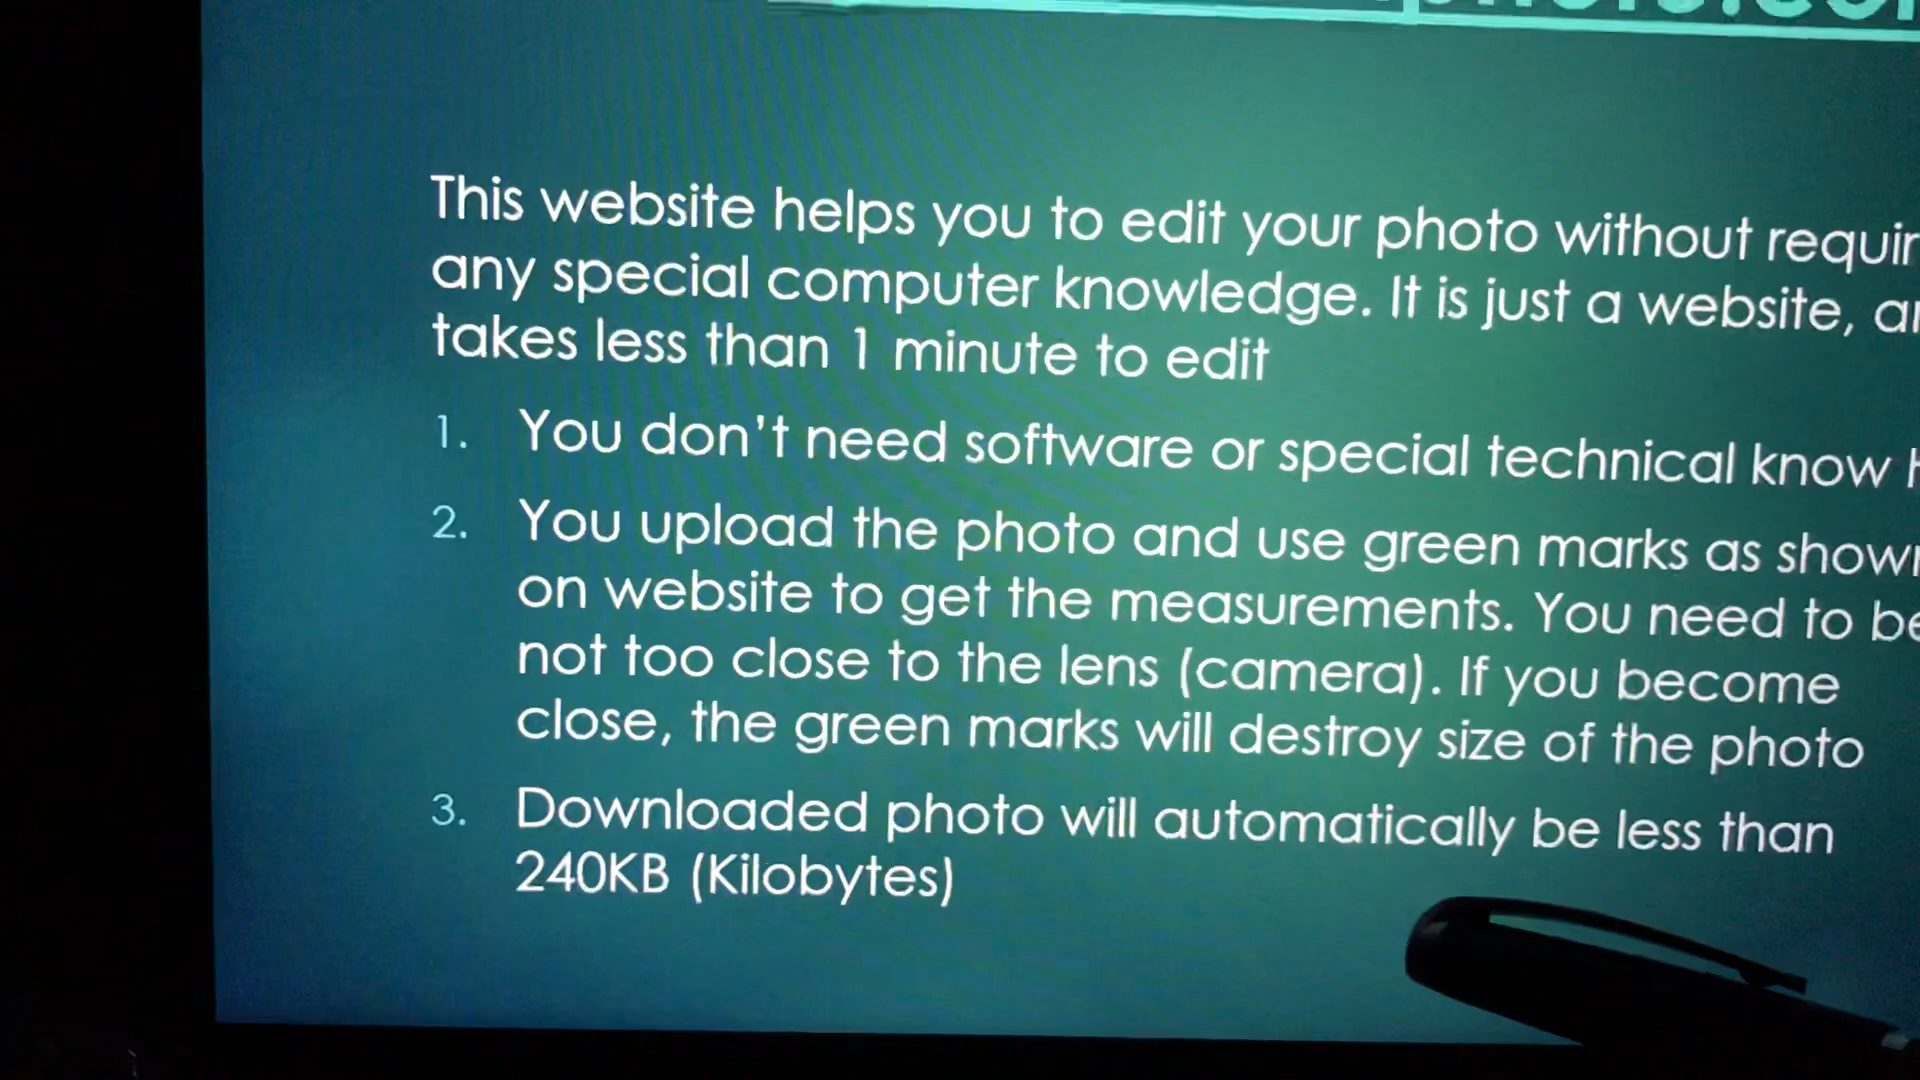 This website helps you to edit your photo without
any special computer knowledge. It is just a website,
takes less than 1 minute to edit
1. You don't need software or special technical know
2. You upload the photo and use green marks as shown
on website to get the measurements. You need to be
not too close to the lens (camera). If you become
close, the green marks will destroy size of the photo
3. Downloaded photo will automatically be less than
240KB (Kilobytes)